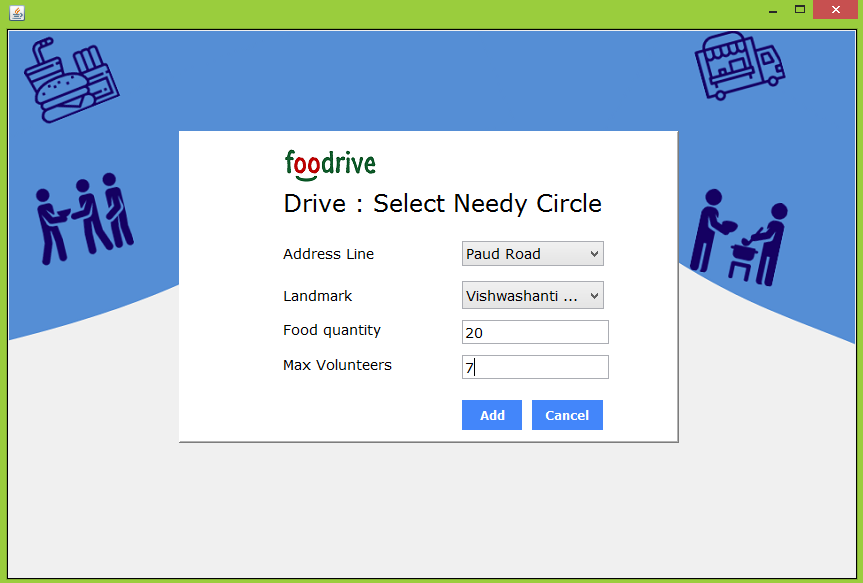 foodrive
Drive : Select Needy Circle
Address Line Paud Road
Landmark Vishwashanti ...
Food quantity 20
Max Volunteers 7
Add Cancel